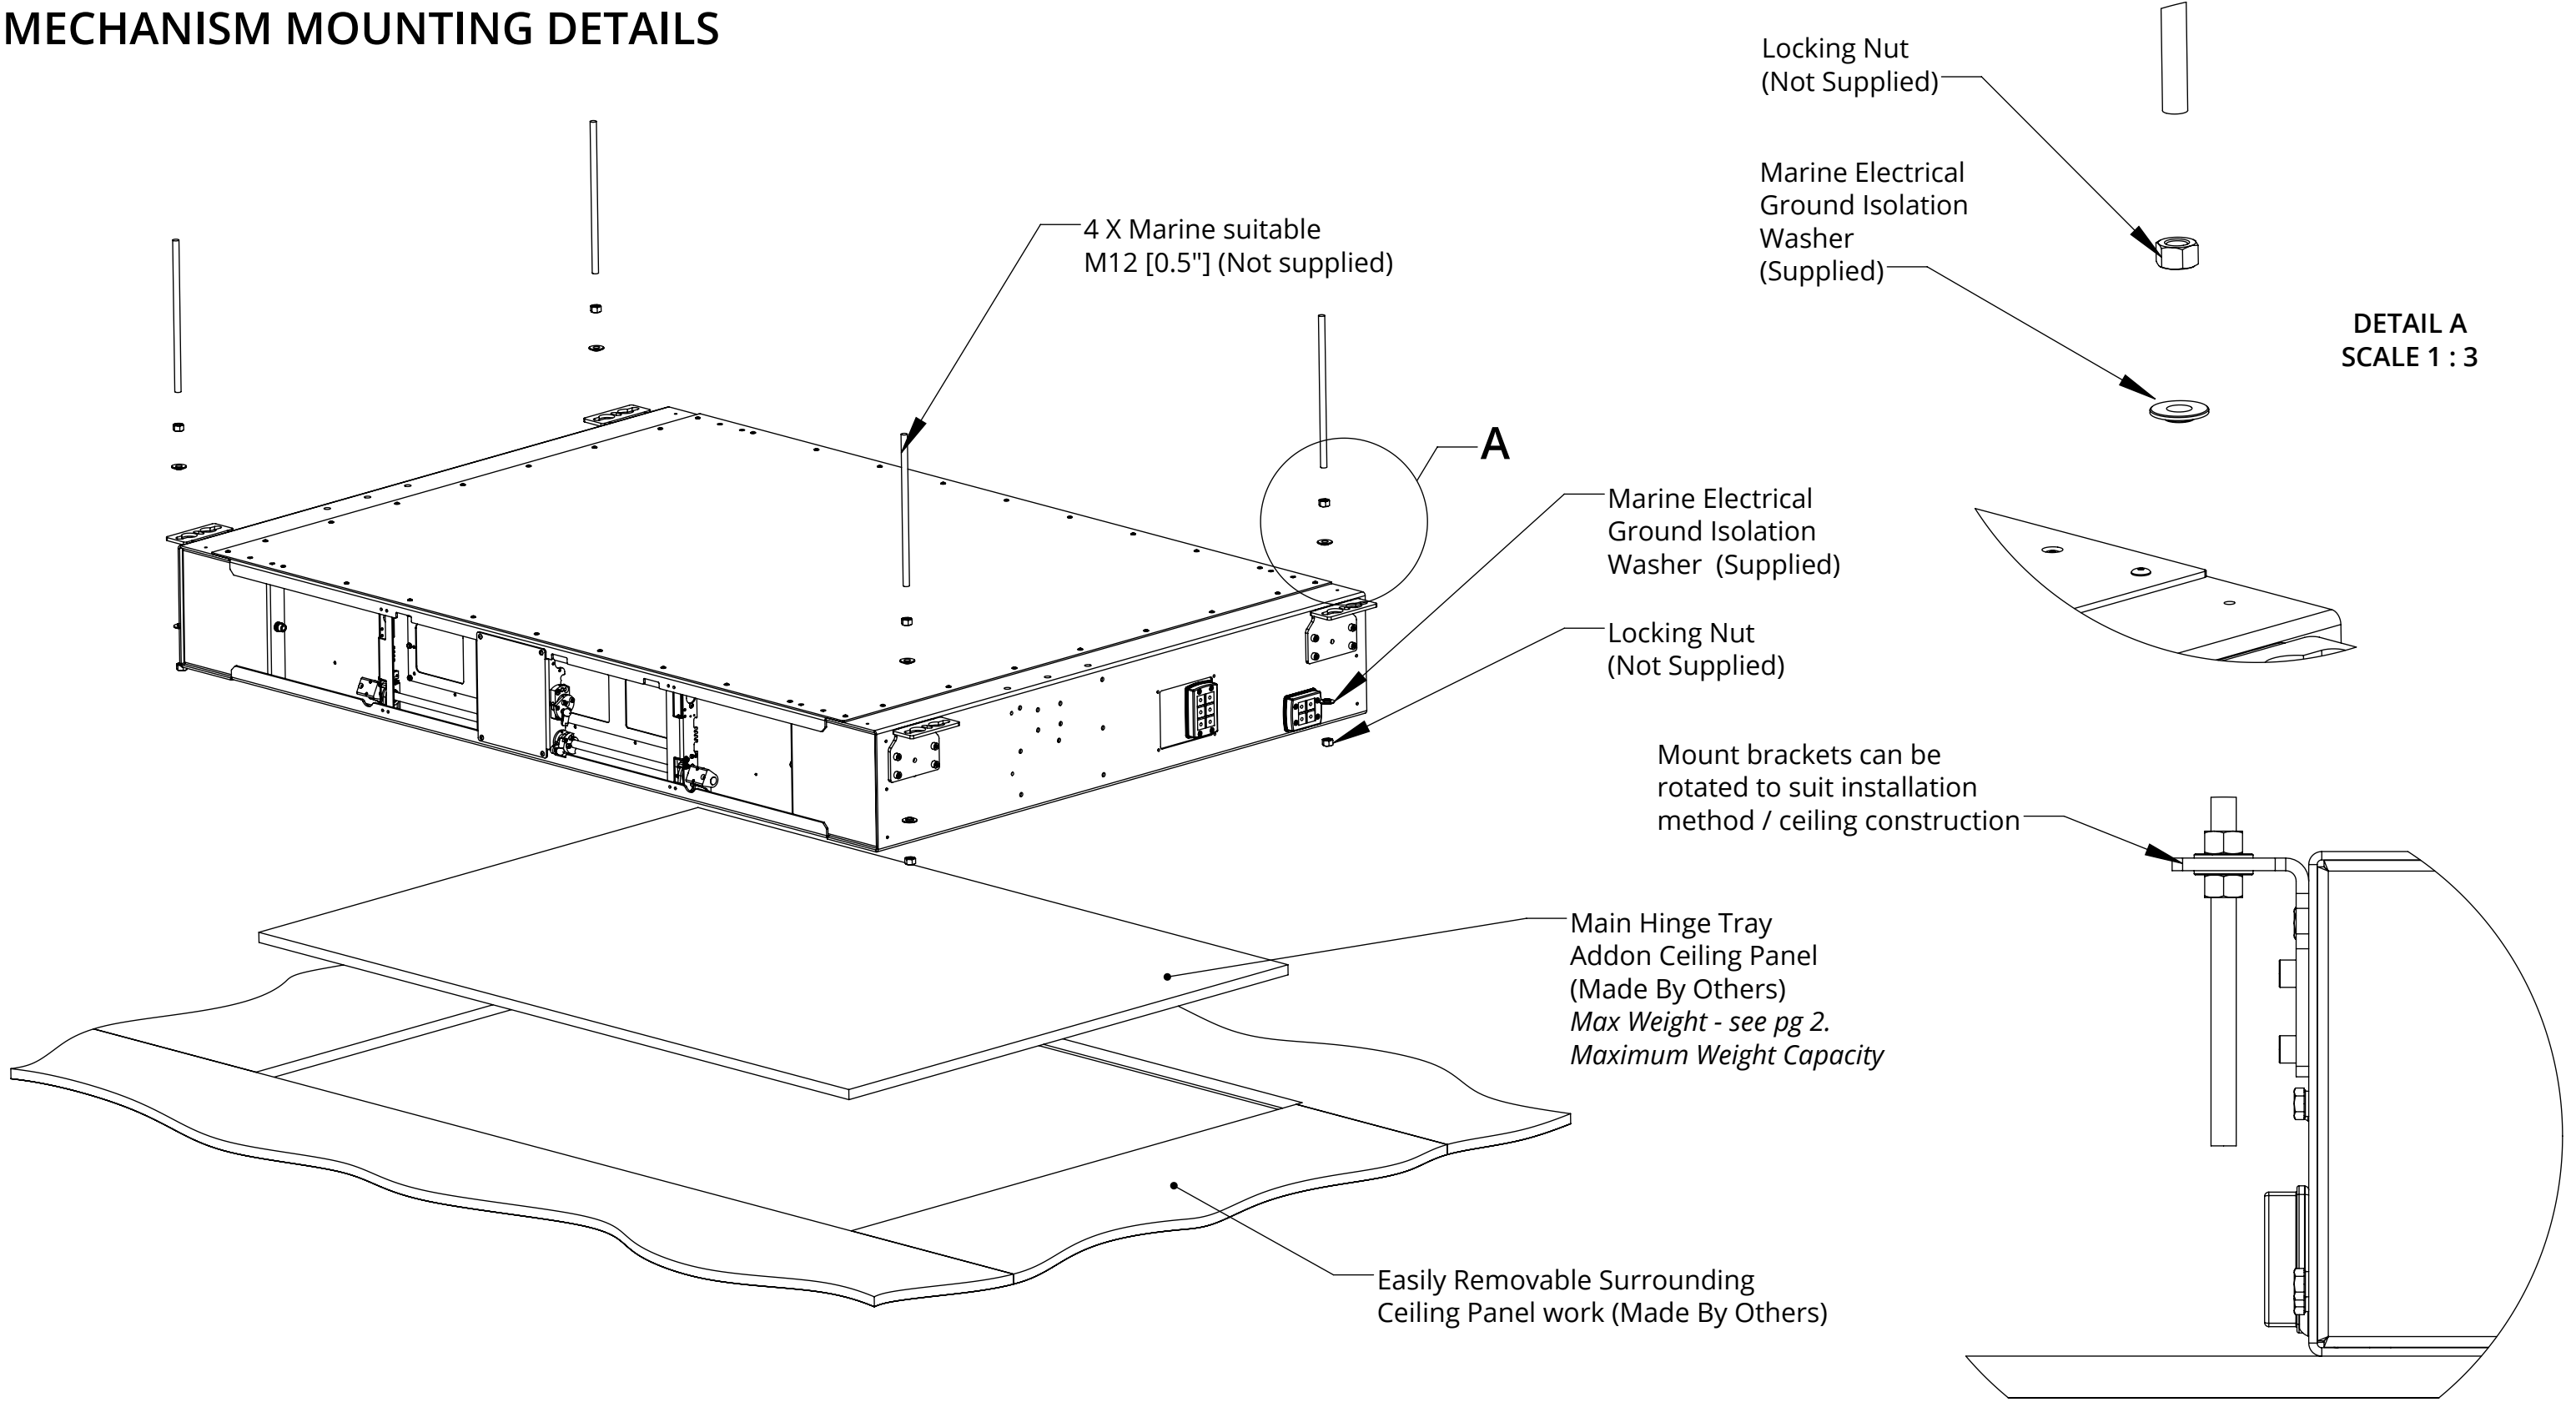 MECHANISM MOUNTING DETAILS
Locking Nut
(Not Supplied)
Marine Electrical
Ground Isolation
Washer
(Supplied)
DETAIL A
SCALE 1 : 3
4 X Marine suitable
M12 [0.5"] (Not supplied)
A
Marine Electrical
Ground Isolation
Washer (Supplied)
Locking Nut
(Not Supplied)
Mount brackets can be
rotated to suit installation
method / ceiling construction
Main Hinge Tray
Addon Ceiling Panel
(Made By Others)
Max Weight - see pg 2.
Maximum Weight Capacity
Easily Removable Surrounding
Ceiling Panel work (Made By Others)